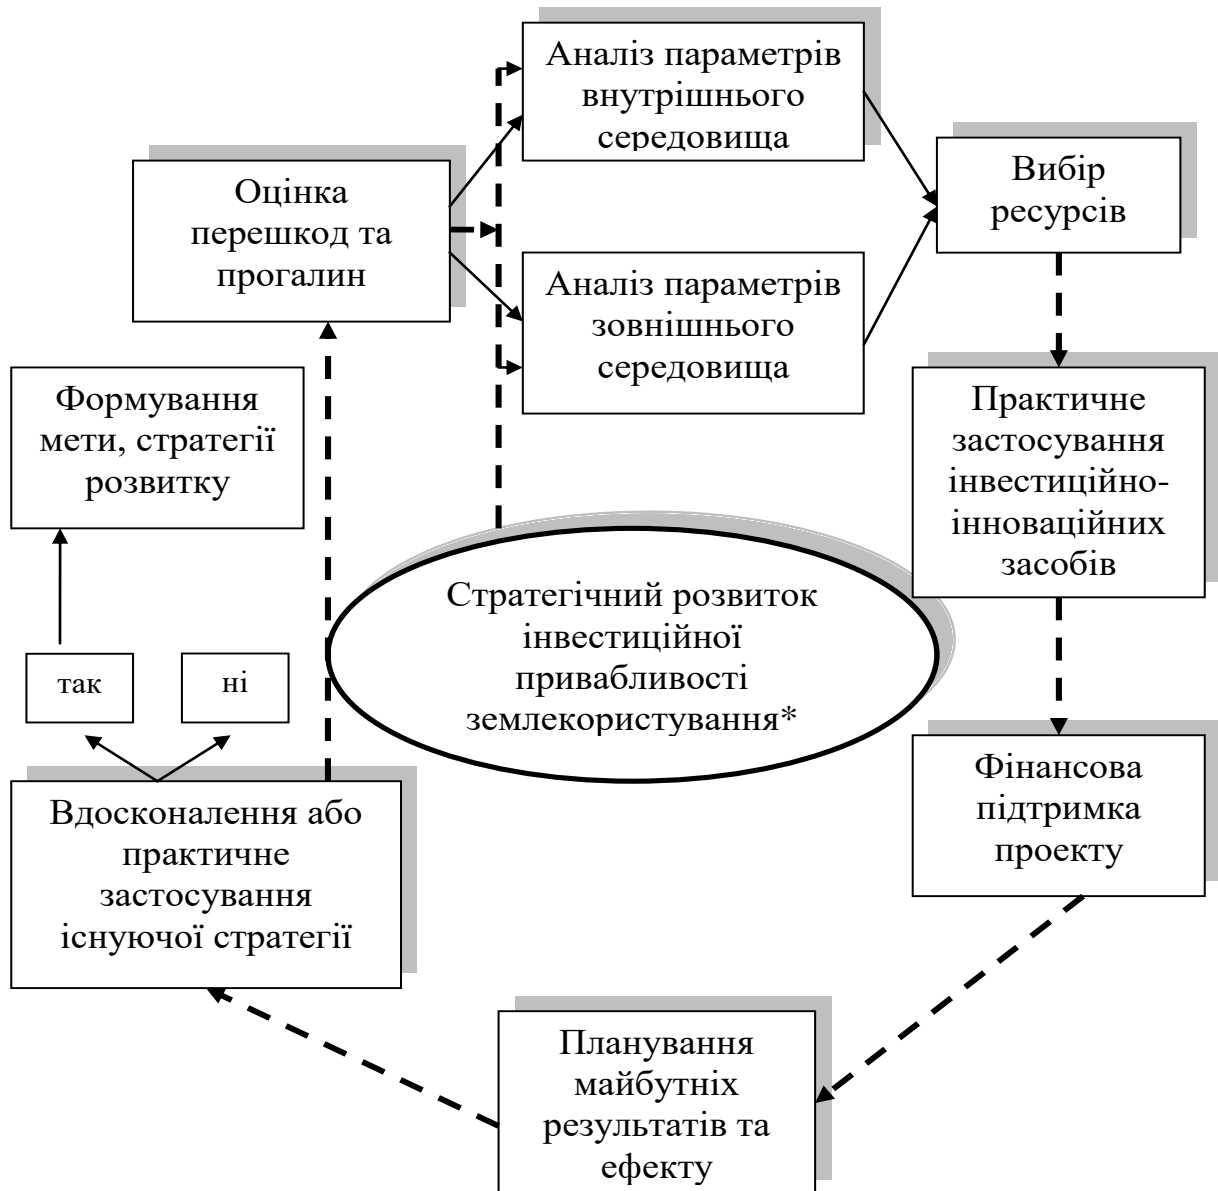 Аналіз параметрів
внутрішнього
середовища
Оцінка
перешкод та
прогалин
Вибір
ресурсів
Аналіз параметрів
зовнішнього
середовища
Формування
мети, стратегії
розвитку
Практичне
застосування
інвестиційно-
інноваційних
засобів
Стратегічний розвиток
інвестиційної
привабливості
землекористування*
так
ні
Вдосконалення або
практичне
застосування
існуючої стратегії
Фінансова
підтримка
проекту
Планування
майбутніх
результатів та
ефекту